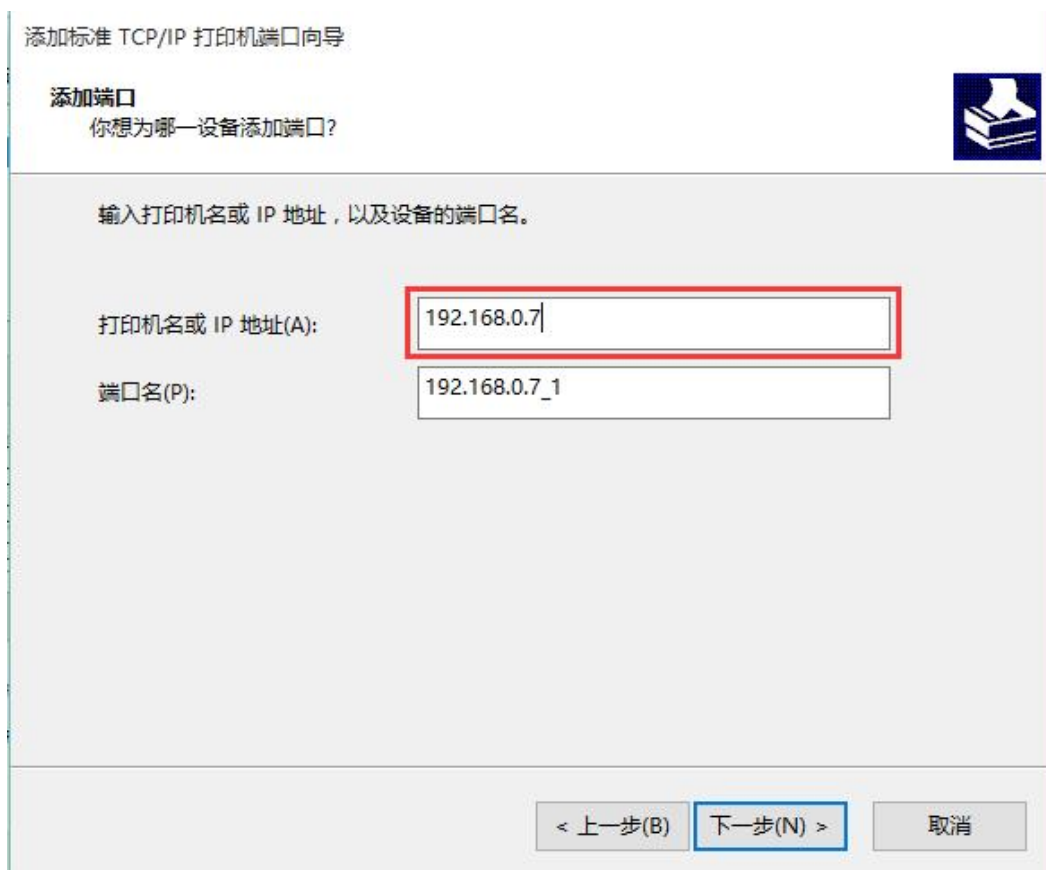 添加标准 TCP/IP 打印机端口向导
添加端口
你想为哪一设备添加端口?
输入打印机名或 IP 地址，以及设备的端口名。
打印机名或 IP 地址(A):
192.168.0.7
端口名(P):
192.168.0.7_1
< 上一步(B)
下一步(N) >
取消